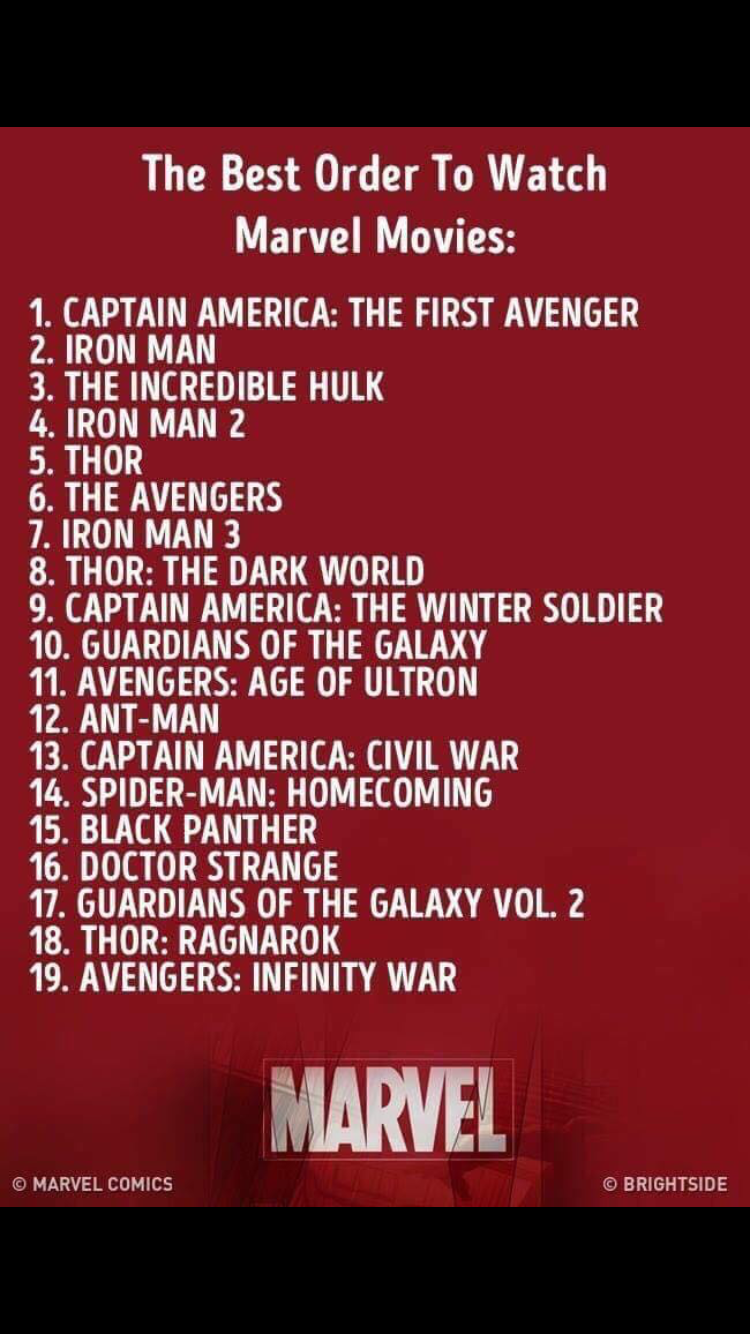 The Best Order To Watch
Marvel Movies:
1. CAPTAIN AMERICA: THE FIRST AVENGER
2. IRON MAN
3. THE INCREDIBLE HULK
4. IRON MAN 2
5. THOR
6. THE AVENGERS
7. IRON MAN 3
8. THOR: THE DARK WORLD
9. CAPTAIN AMERICA: THE WINTER SOLDIER
10. GUARDIANS OF THE GALAXY
11. AVENGERS: AGE OF ULTRON
12. ANT-MAN
13. CAPTAIN AMERICA: CIVIL WAR
14. SPIDER-MAN: HOMECOMING
15. BLACK PANTHER
16. DOCTOR STRANGE
17. GUARDIANS OF THE GALAXY VOL. 2
18. THOR: RAGNAROK
19. AVENGERS: INFINITY WAR
MARVEL
© MARVEL COMICS © BRIGHTSIDE